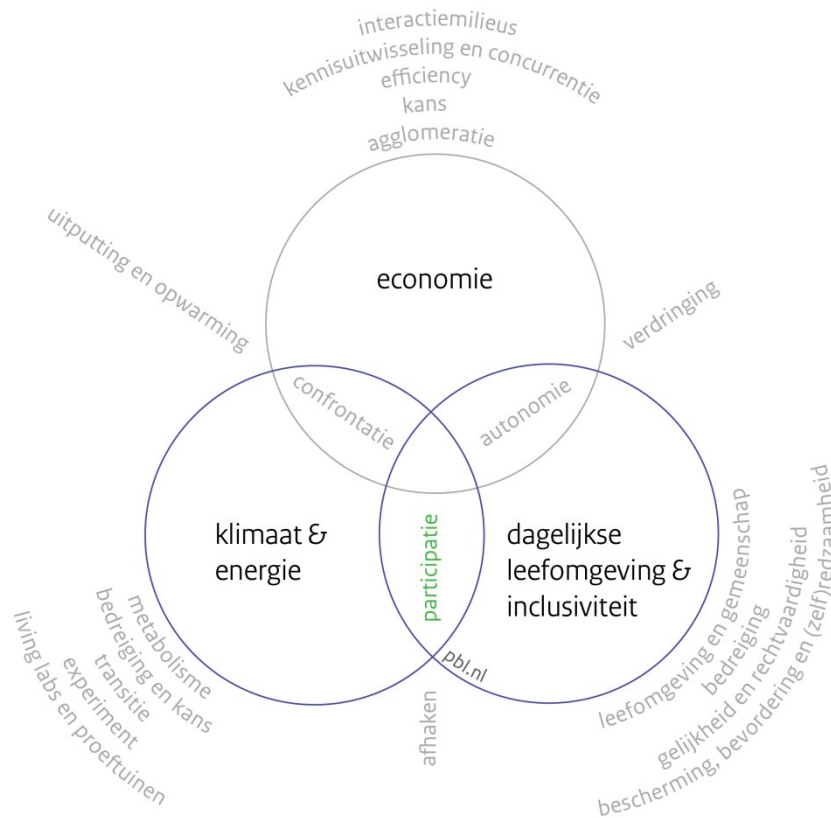 interactiemilieus
kennisuitwisseling en concurrentie
efficiency
kans
agglomeratie
uitputting en opwarming
economie
verdringing
confrontatie
autonomie
klimaat &
energie
participatie
dagelijkse
leefomgeving &
inclusiviteit
metabolisme
bedreiging en kans
transitie
experiment
living labs en proeftuinen
afhaken
pbl.nl
leefomgeving en gemeenschap
bedreiging
gelijkheid en rechtvaardigheid
bescherming, bevordering en (zelf)redzaamheid